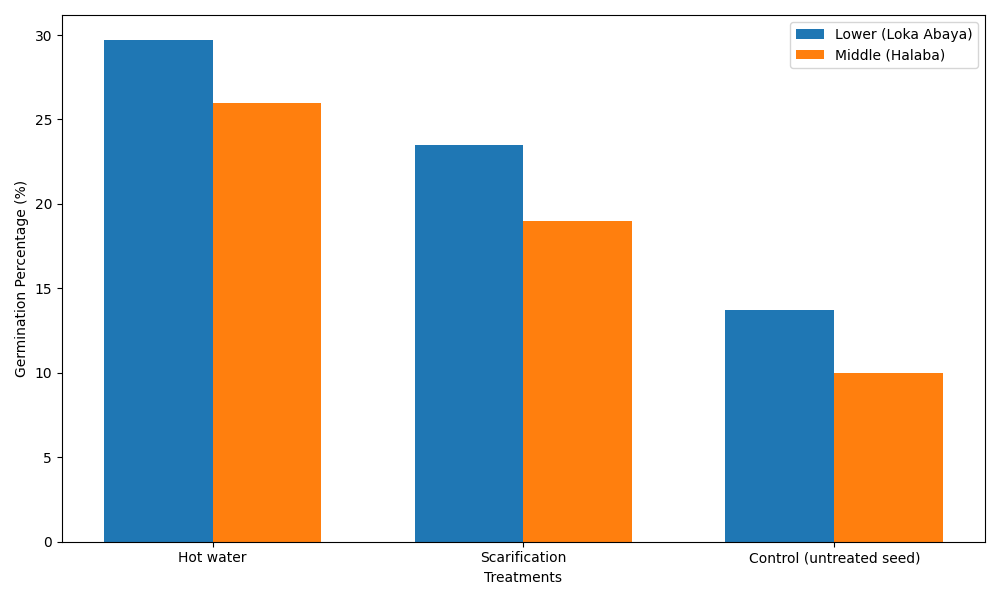 Lower (Loka Abaya)
Middle (Halaba)
Germination Percentage (%)
30
25
20
15
10
5
0
Hot water
Scarification
Control (untreated seed)
Treatments